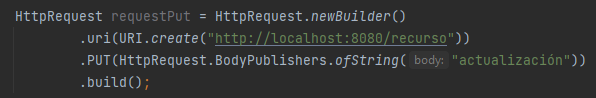 HttpRequest requestPut = HttpRequest.newBuilder()
.uri(URI.create("http://localhost:8080/recurso"))
.PUT(HttpRequest.BodyPublishers.ofString( body: "actualización"))
.build();